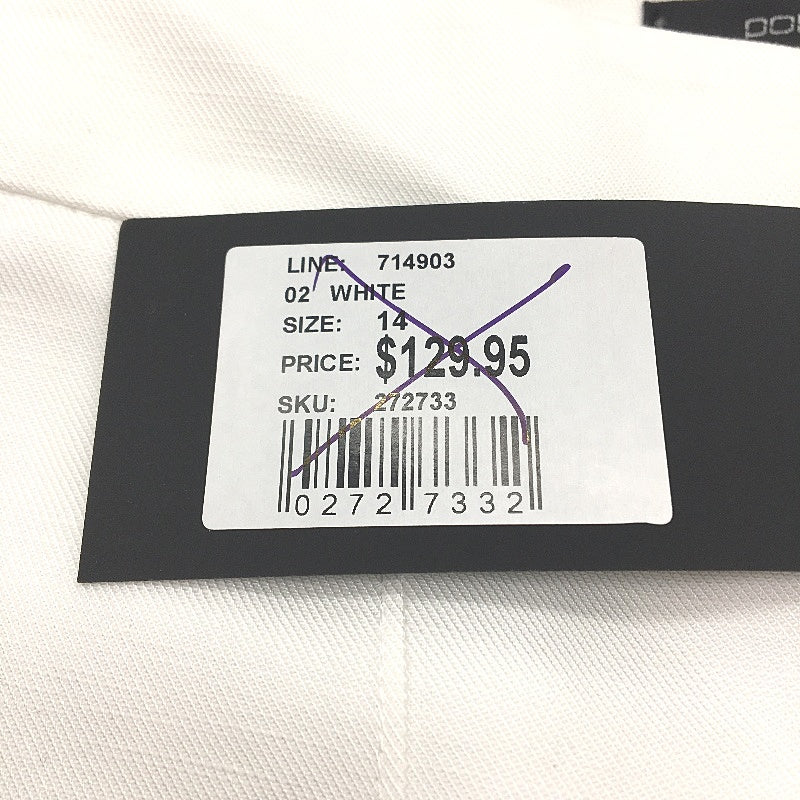 LINE: 714903
02 WHITE
SIZE: 14
PRICE: $129.95
SKU: 272733
0272 7332